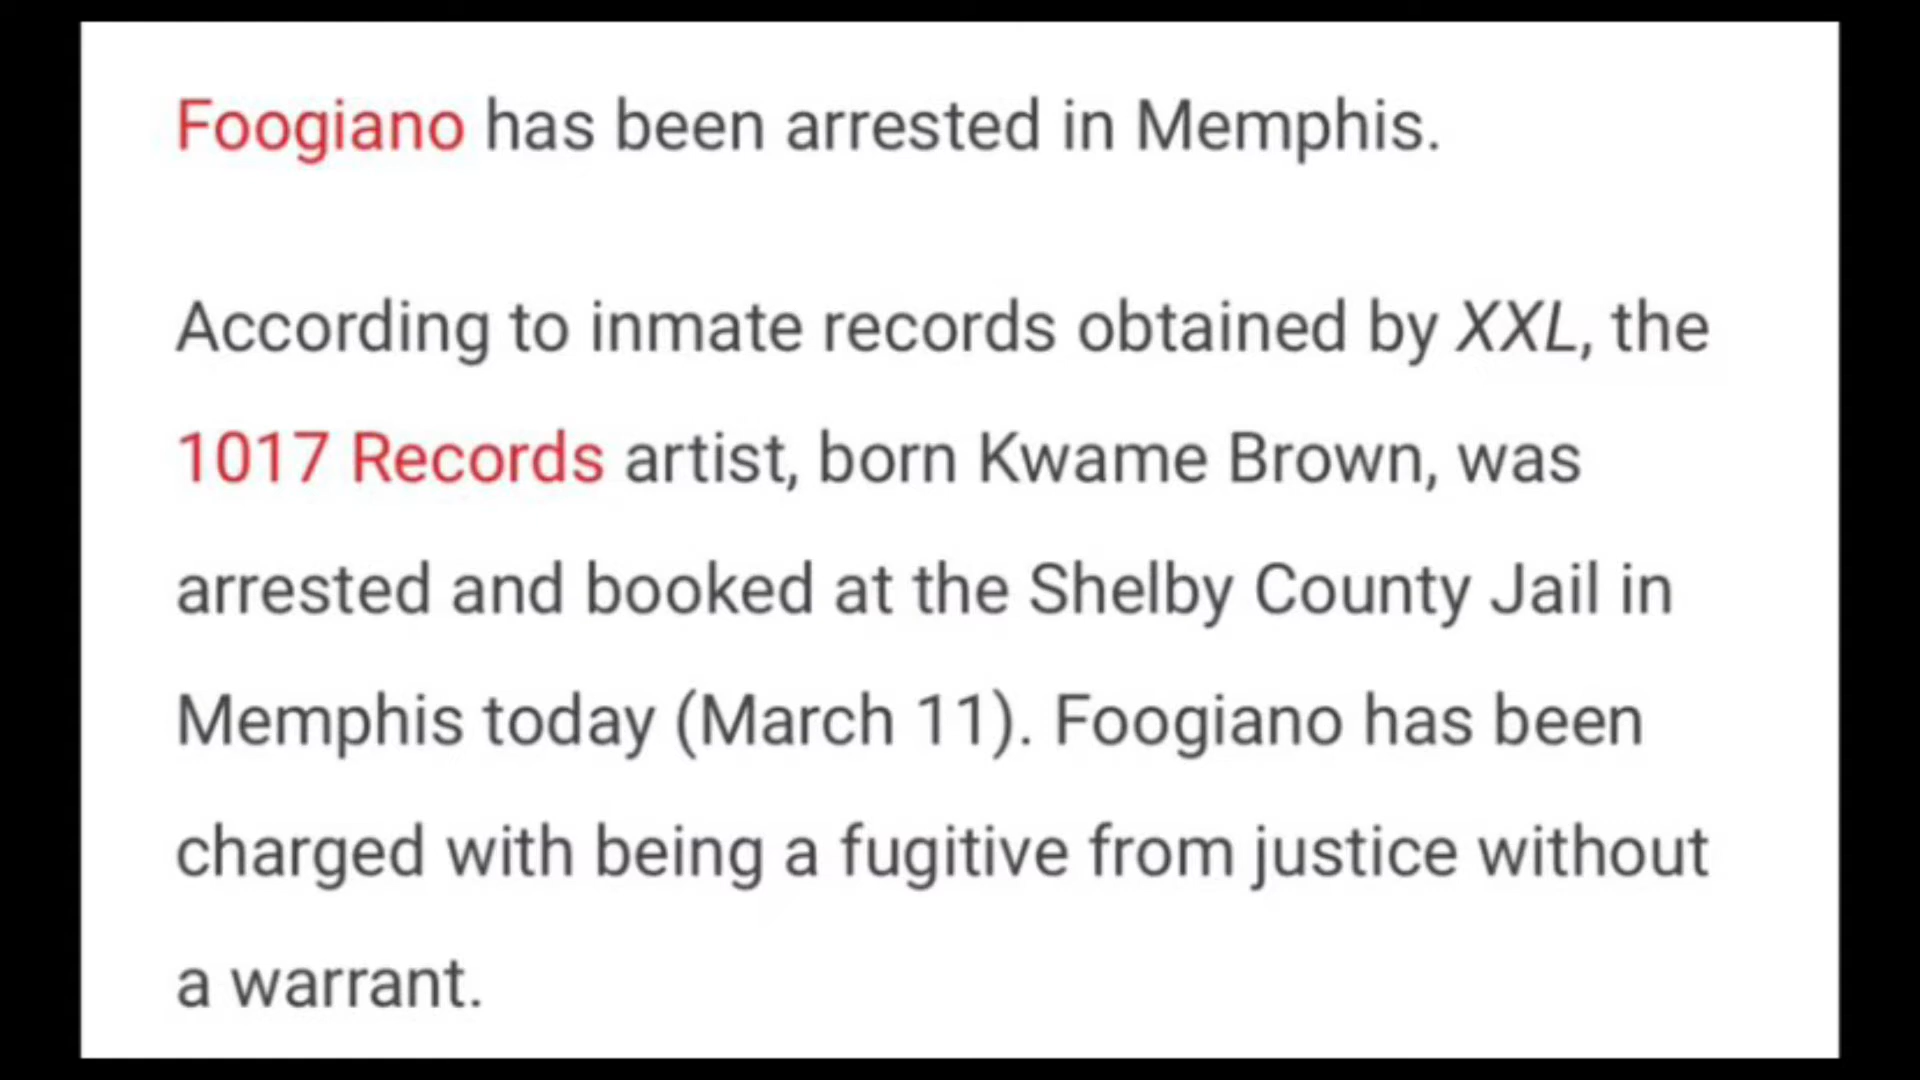 Foogiano has been arrested in Memphis.
According to inmate records obtained by XXL, the
1017 Records artist, born Kwame Brown, was
arrested and booked at the Shelby County Jail in
Memphis today (March 11). Foogiano has been
charged with being a fugitive from justice without
a warrant.